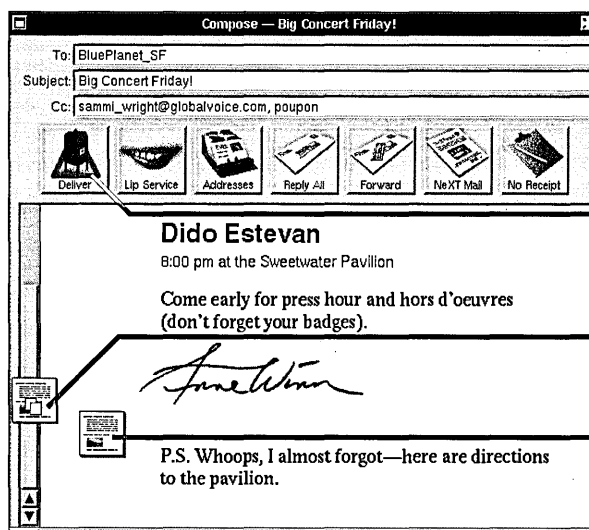 Compose — Big Concert Friday!
To: BluePlanet_SF
Subject: Big Concert Friday!
Cc: sammi_wright@globalvoice.com, poupon
Deliver Lip Service Addresses Reply All Forward NeXT Mail No Receipt
Dido Estevan
8:00 pm at the Sweetwater Pavilion
Come early for press hour and hors d'oeuvres
(don't forget your badges).
Anne Winn
P.S. Whoops, I almost forgot—here are directions
to the pavilion.